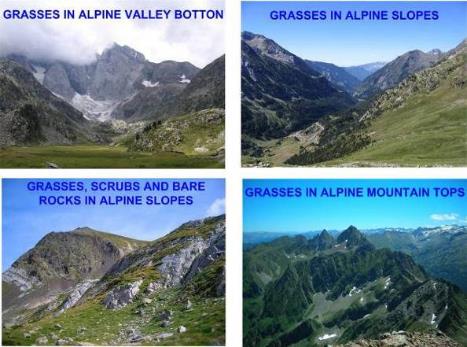 GRASSES IN ALPINE VALLEY BOTTON
GRASSES IN ALPINE SLOPES
GRASSES, SCRUBS AND BARE
ROCKS IN ALPINE SLOPES
GRASSES IN ALPINE MOUNTAIN TOPS